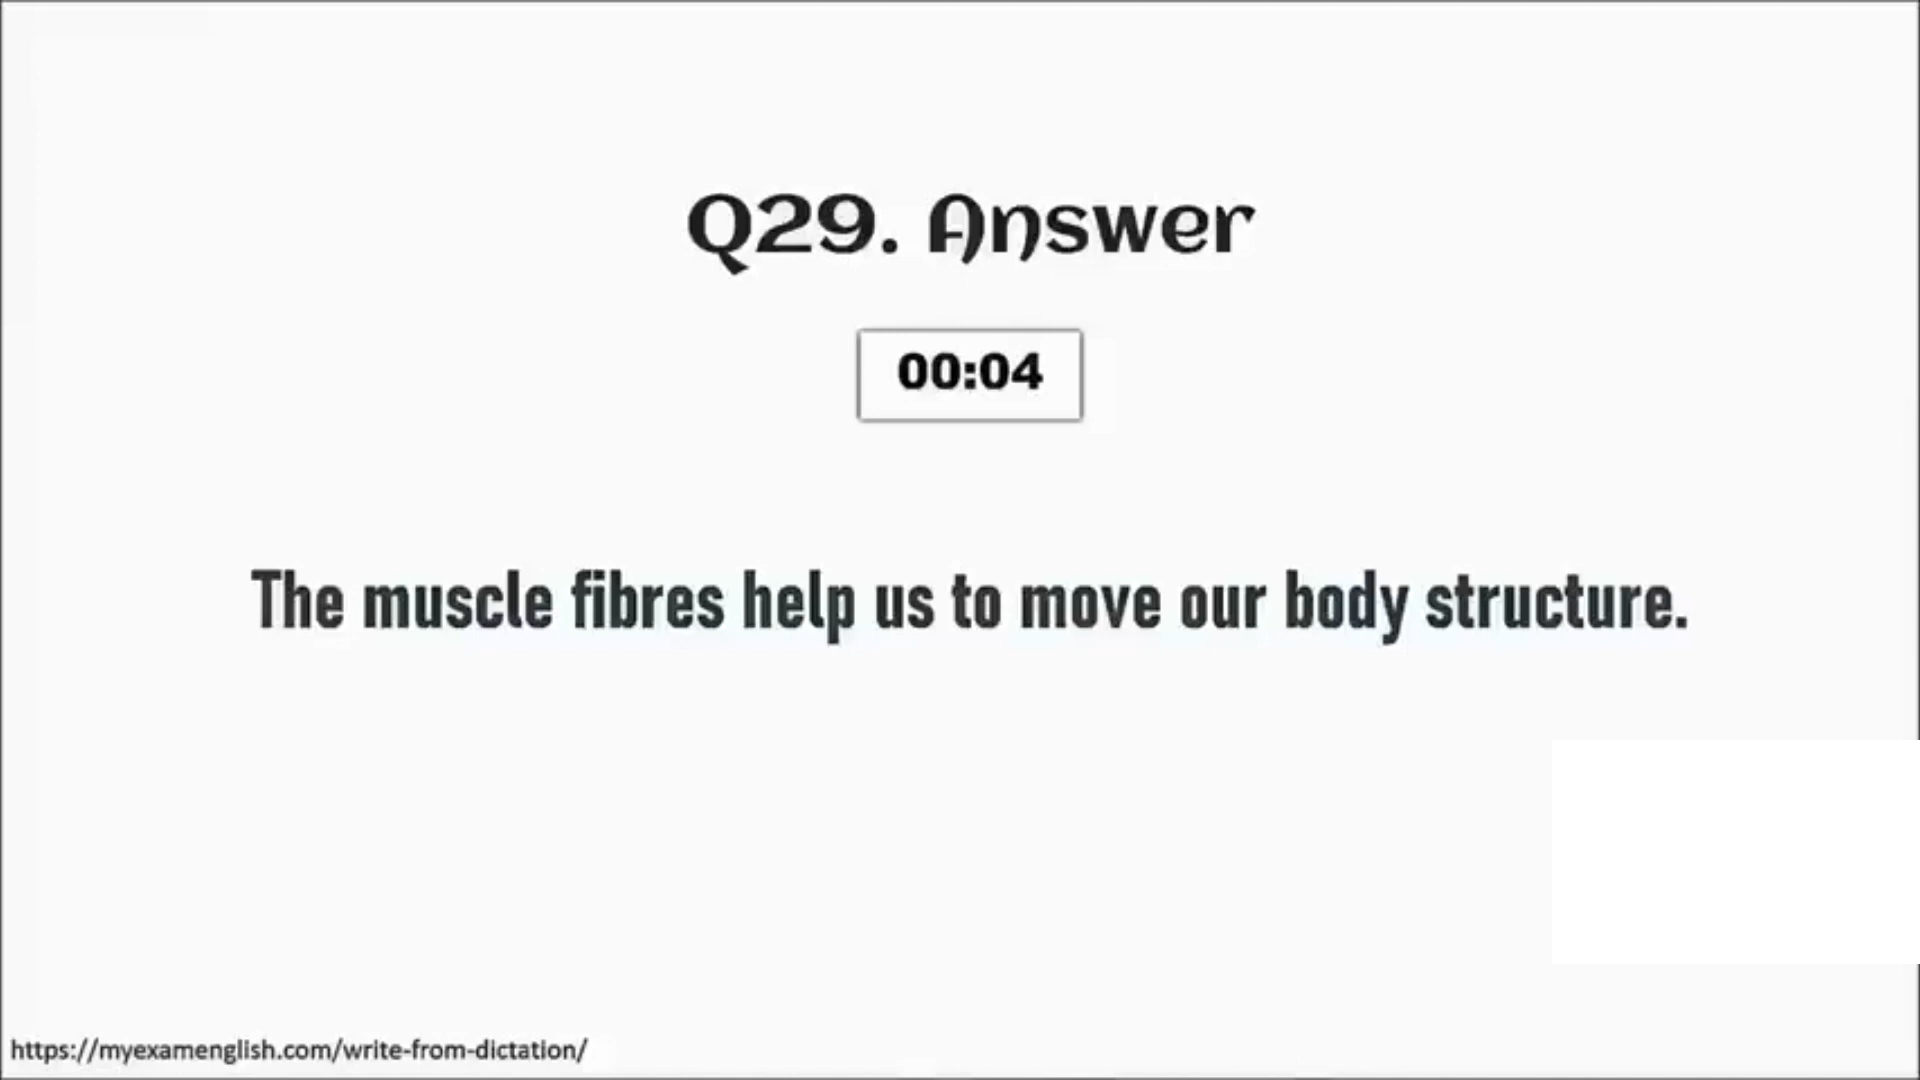 Q29. Answer
00:04
The muscle fibres help us to move our body structure.
https://myexamenglish.com/write-from-dictation/